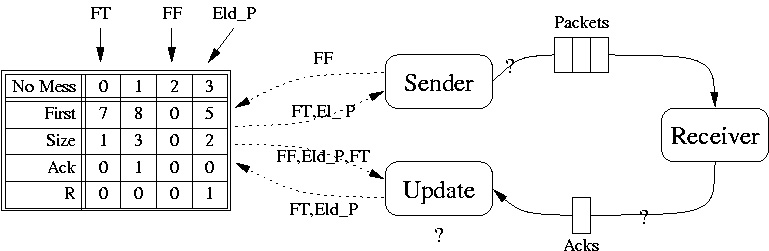 FT FF Eld_P
Packets
FF
?
Sender
No Mess 0 1 2 3
First 7 8 0 5
FT,El_P
Receiver
Size 1 3 0 2
FF,Eld_P,FT
Ack 0 1 0 0
Update
R 0 0 0 1
FT,Eld_P
?
?
Acks